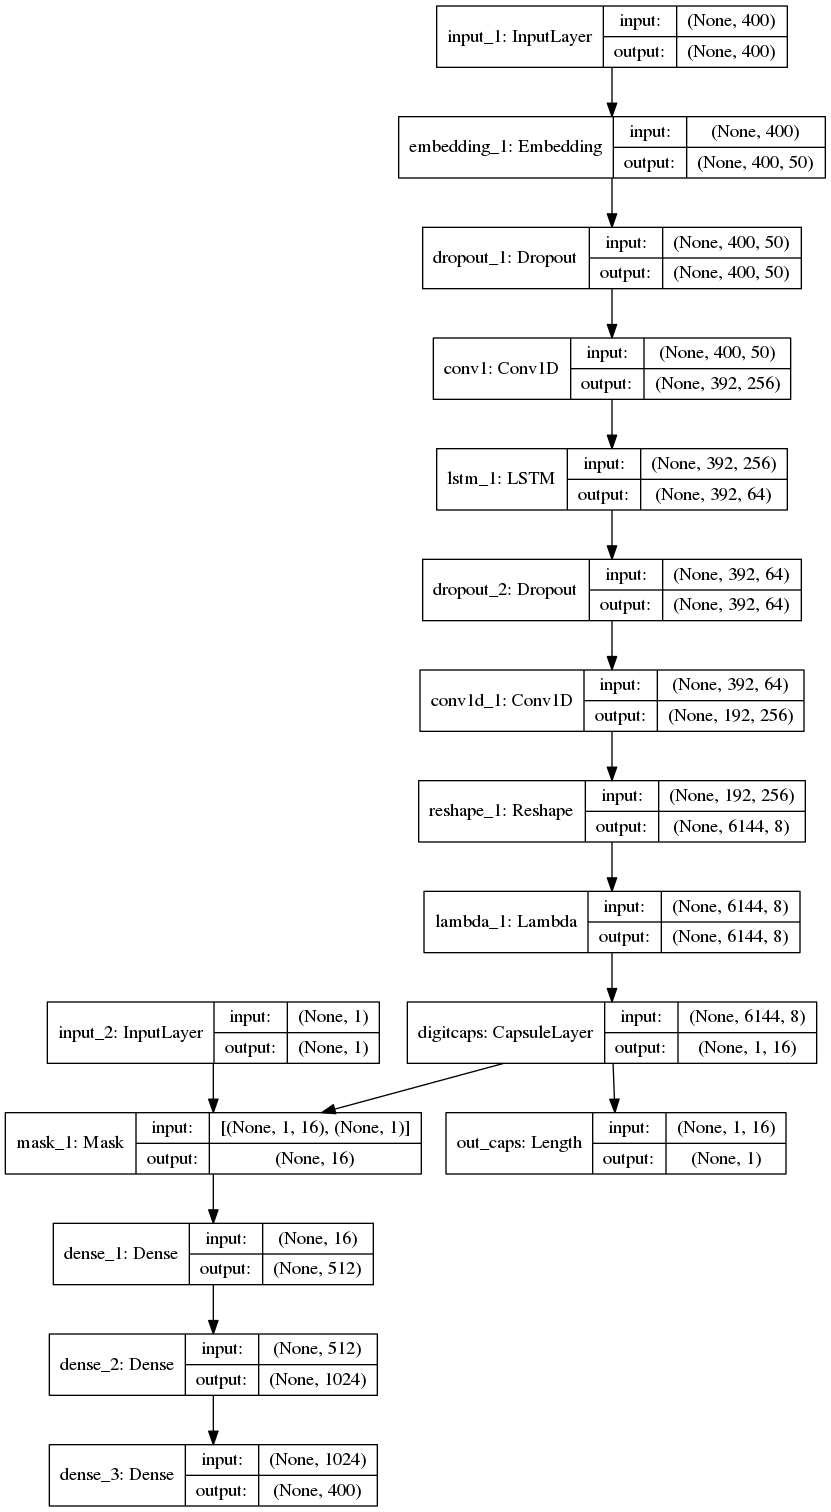 input_1: InputLayer
input: (None, 400)
output: (None, 400)
embedding_1: Embedding
input: (None, 400)
output: (None, 400, 50)
dropout_1: Dropout
input: (None, 400, 50)
output: (None, 400, 50)
conv1: Conv1D
input: (None, 400, 50)
output: (None, 392, 256)
lstm_1: LSTM
input: (None, 392, 256)
output: (None, 392, 64)
dropout_2: Dropout
input: (None, 392, 64)
output: (None, 392, 64)
conv1d_1: Conv1D
input: (None, 392, 64)
output: (None, 192, 256)
reshape_1: Reshape
input: (None, 192, 256)
output: (None, 6144, 8)
lambda_1: Lambda
input: (None, 6144, 8)
output: (None, 6144, 8)
input_2: InputLayer
input: (None, 1)
output: (None, 1)
digitcaps: CapsuleLayer
input: (None, 6144, 8)
output: (None, 1, 16)
mask_1: Mask
input: [(None, 1, 16), (None, 1)]
output: (None, 16)
out_caps: Length
input: (None, 1, 16)
output: (None, 1)
dense_1: Dense
input: (None, 16)
output: (None, 512)
dense_2: Dense
input: (None, 512)
output: (None, 1024)
dense_3: Dense
input: (None, 1024)
output: (None, 400)